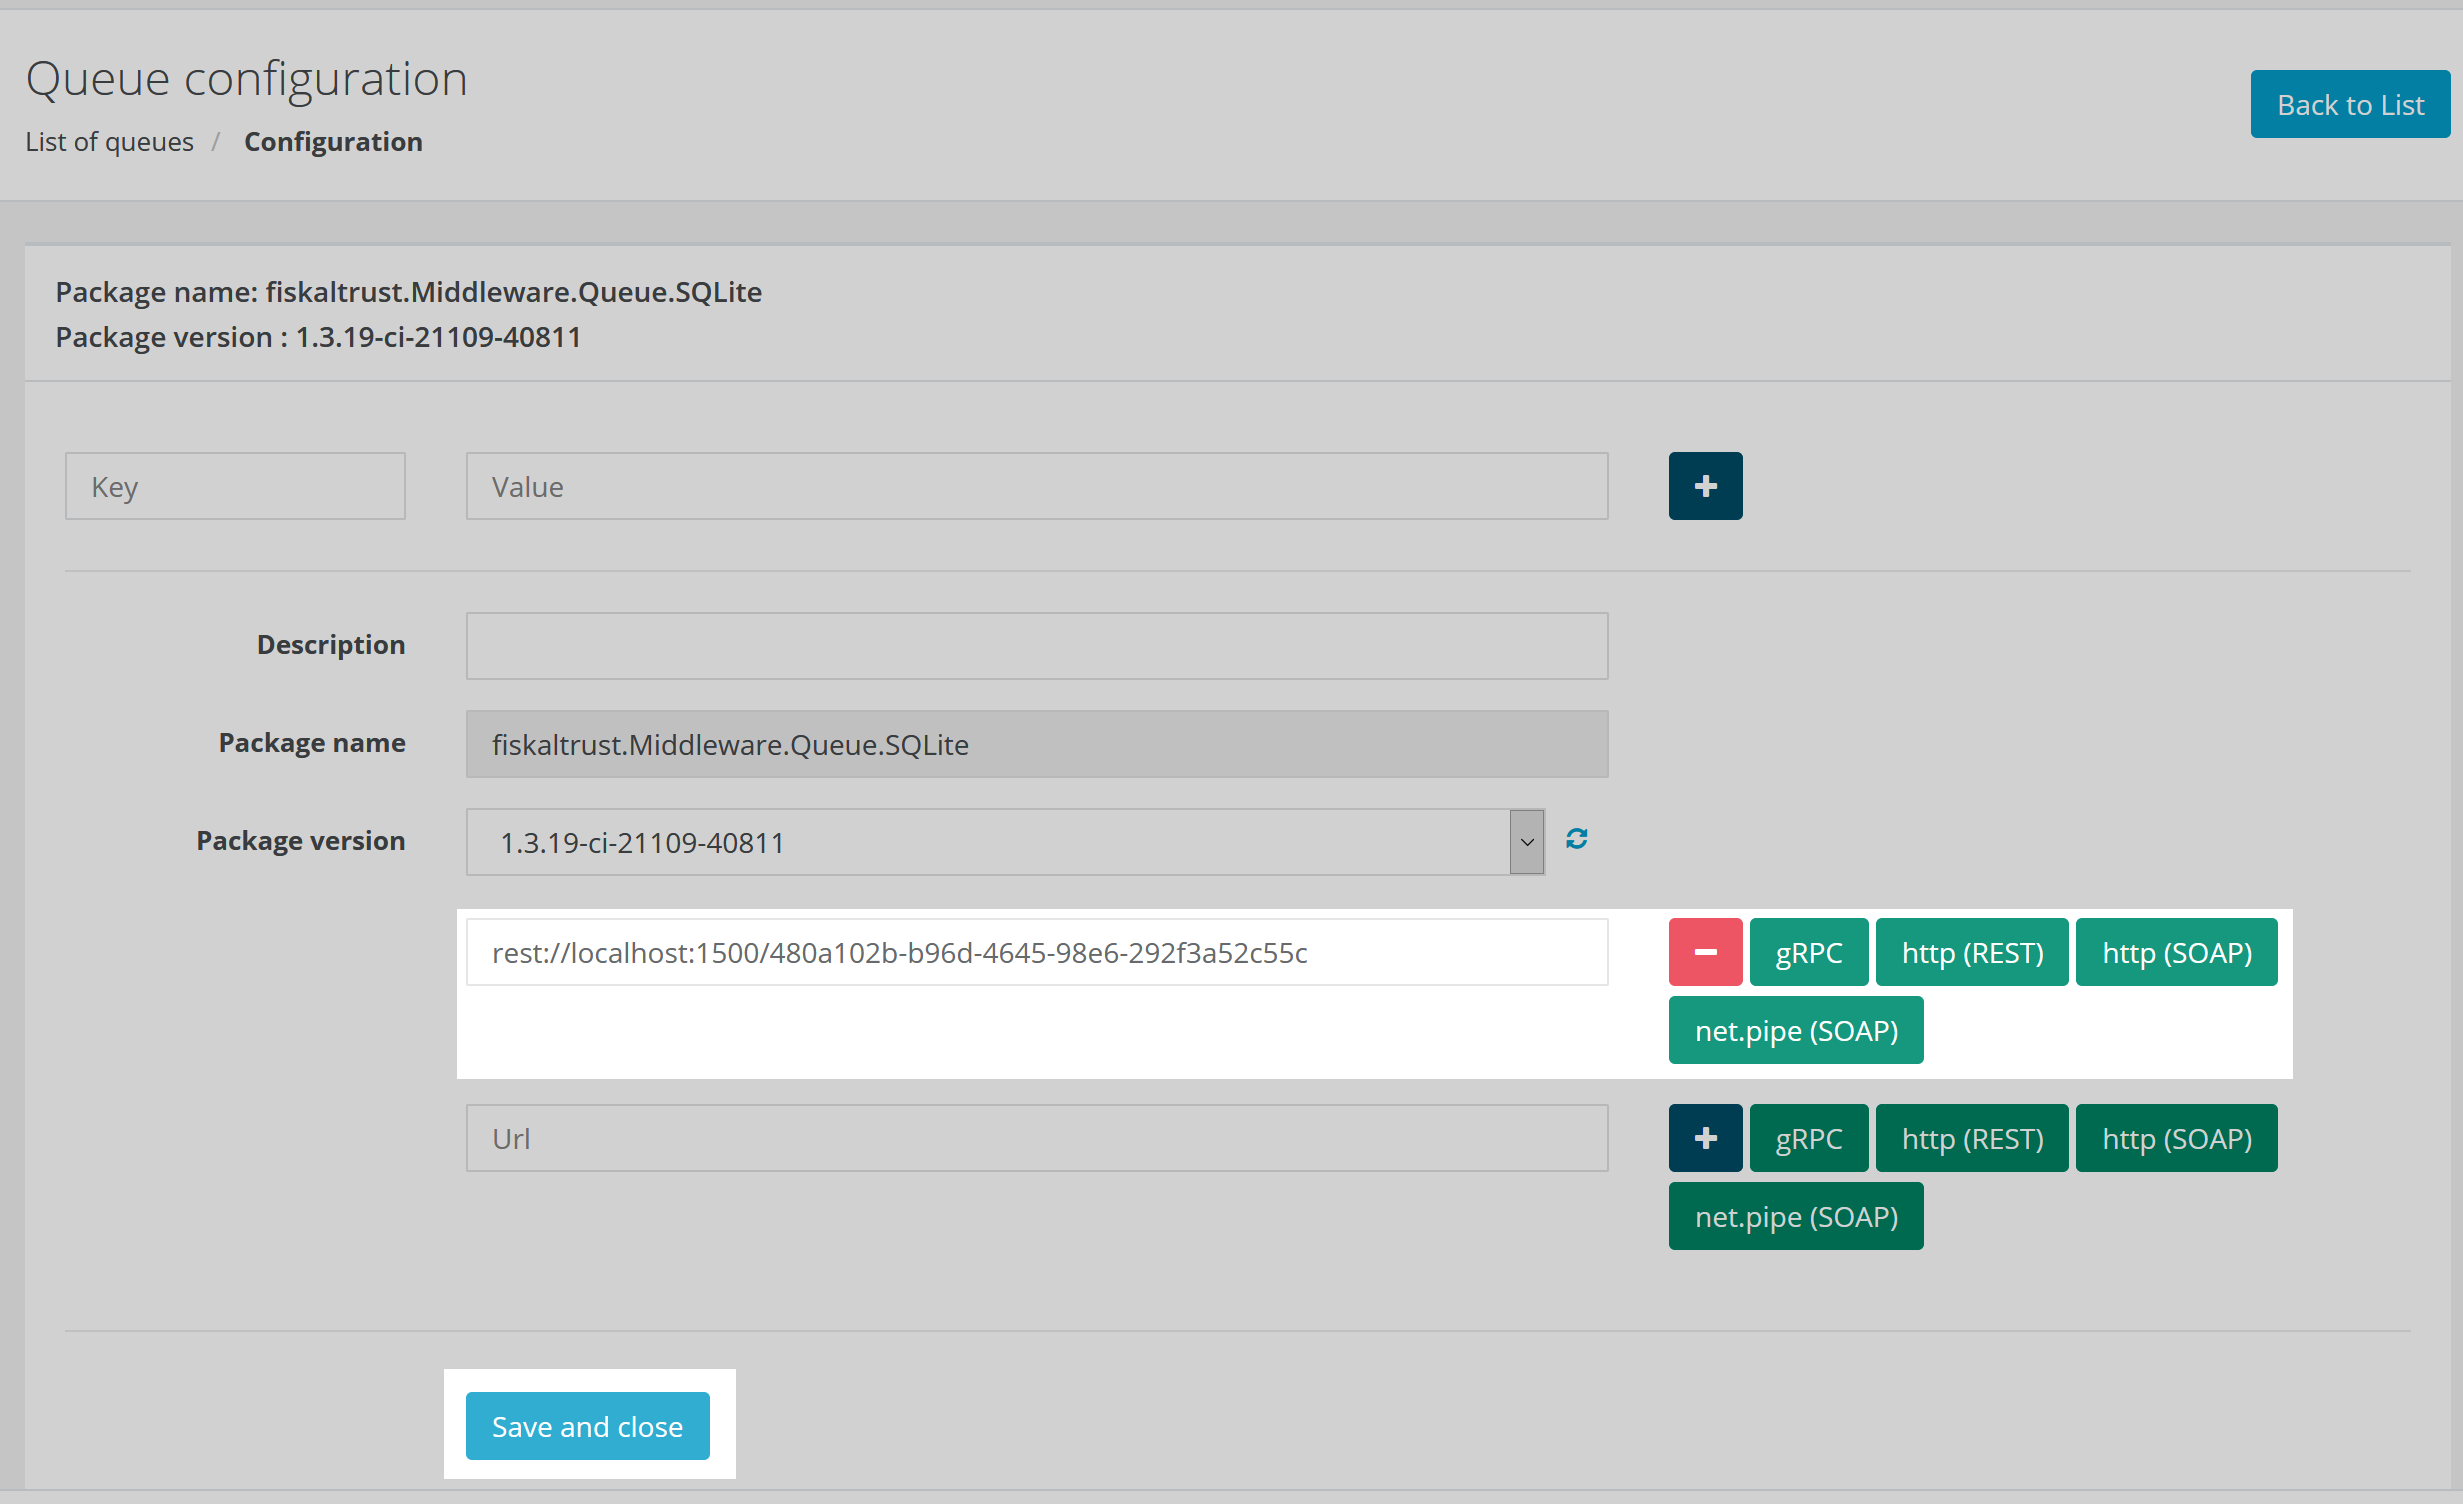 Queue configuration
Back to List
List of queues / Configuration
Package name: fiskaltrust.Middleware.Queue.SQLite
Package version : 1.3.19-ci-21109-40811
Key Value +
Description
Package name fiskaltrust.Middleware.Queue.SQLite
Package version 1.3.19-ci-21109-40811
rest://localhost:1500/480a102b-b96d-4645-98e6-292f3a52c55c gRPC http (REST) http (SOAP)
net.pipe (SOAP)
Url + gRPC http (REST) http (SOAP)
net.pipe (SOAP)
Save and close